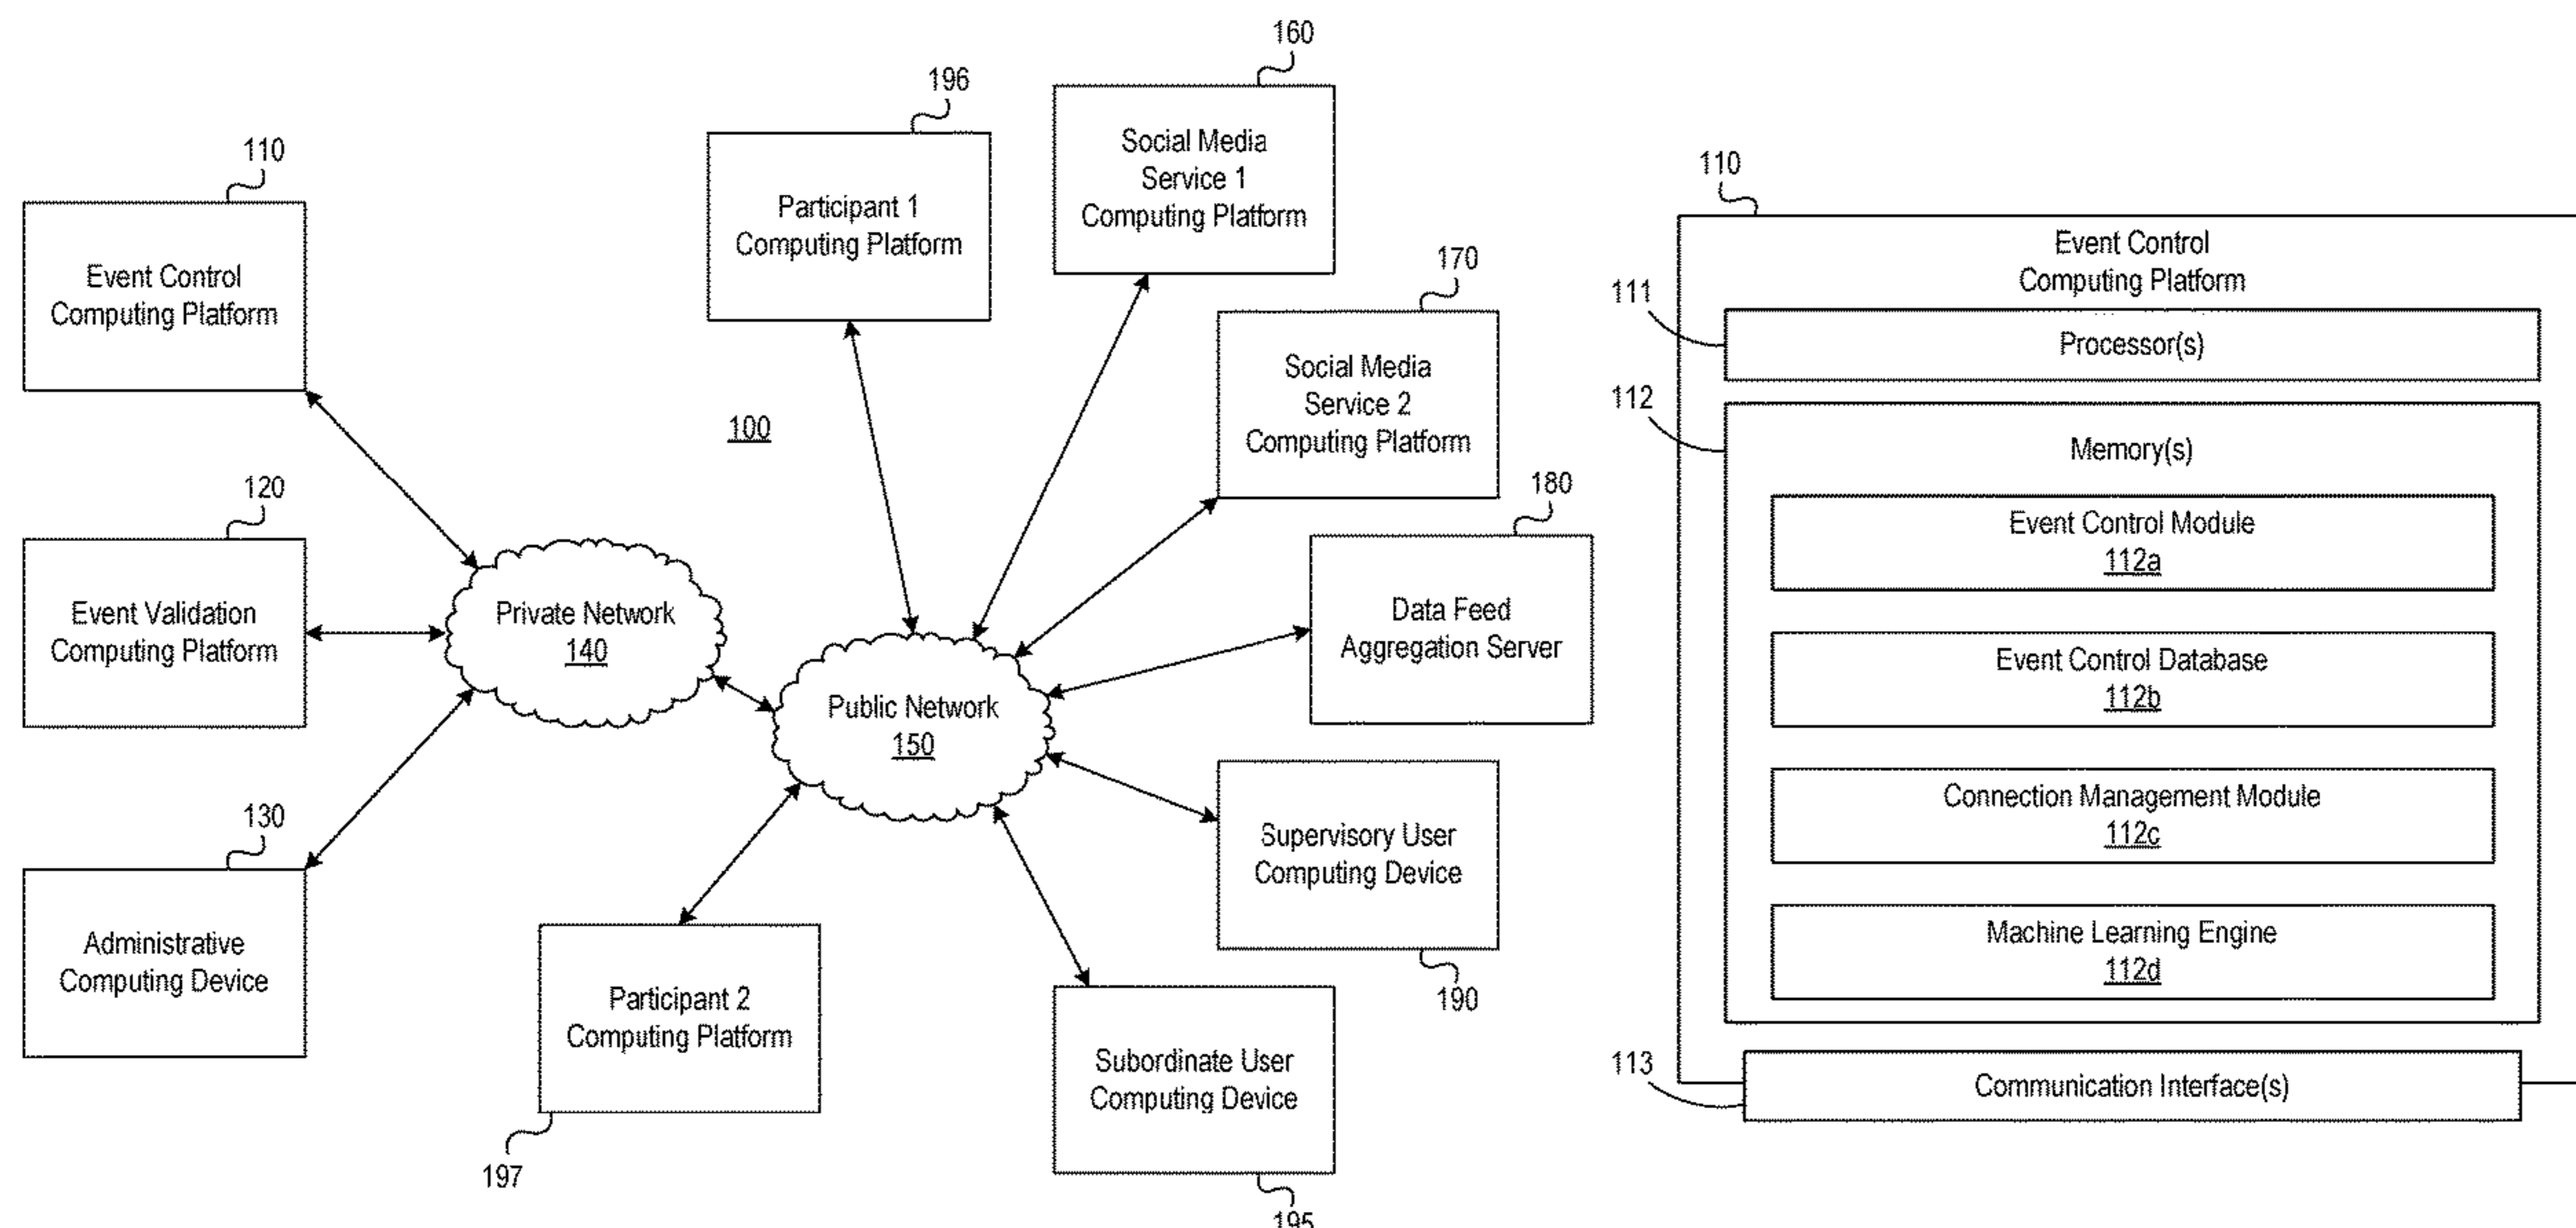 160
196
Social Media
Service 1
Computing Platform
110
Participant 1
Computing Platform
170
Event Control
Computing Platform
Social Media
Service 2
Computing Platform
100
120
180
Event Validation
Computing Platform
Private Network
140
Data Feed
Aggregation Server
Public Network
150
130
Supervisory User
Computing Device
190
Administrative
Computing Device
Participant 2
Computing Platform
197
Subordinate User
Computing Device
195
110
Event Control
Computing Platform
111
Processor(s)
112
Memory(s)
Event Control Module
112a
Event Control Database
112b
Connection Management Module
112c
Machine Learning Engine
112d
113
Communication Interface(s)